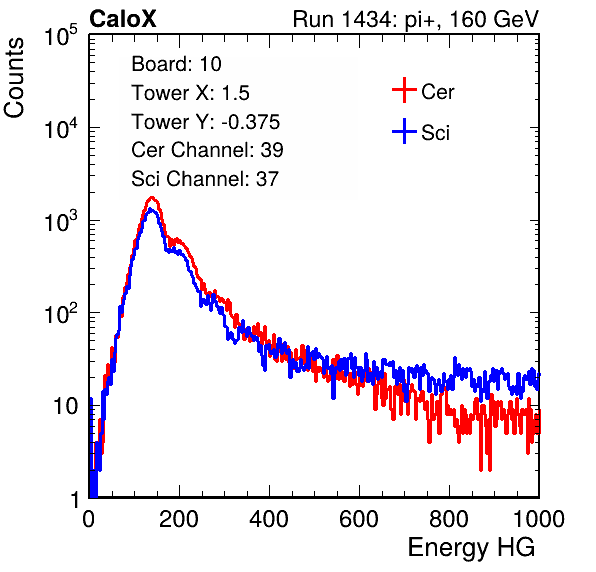 CaloX Run 1434: pi+, 160 GeV
Counts
10^5
10^4
10^3
10^2
10
1
Board: 10
Tower X: 1.5
Tower Y: -0.375
Cer Channel: 39
Sci Channel: 37
Cer
Sci
0 200 400 600 800 1000
Energy HG